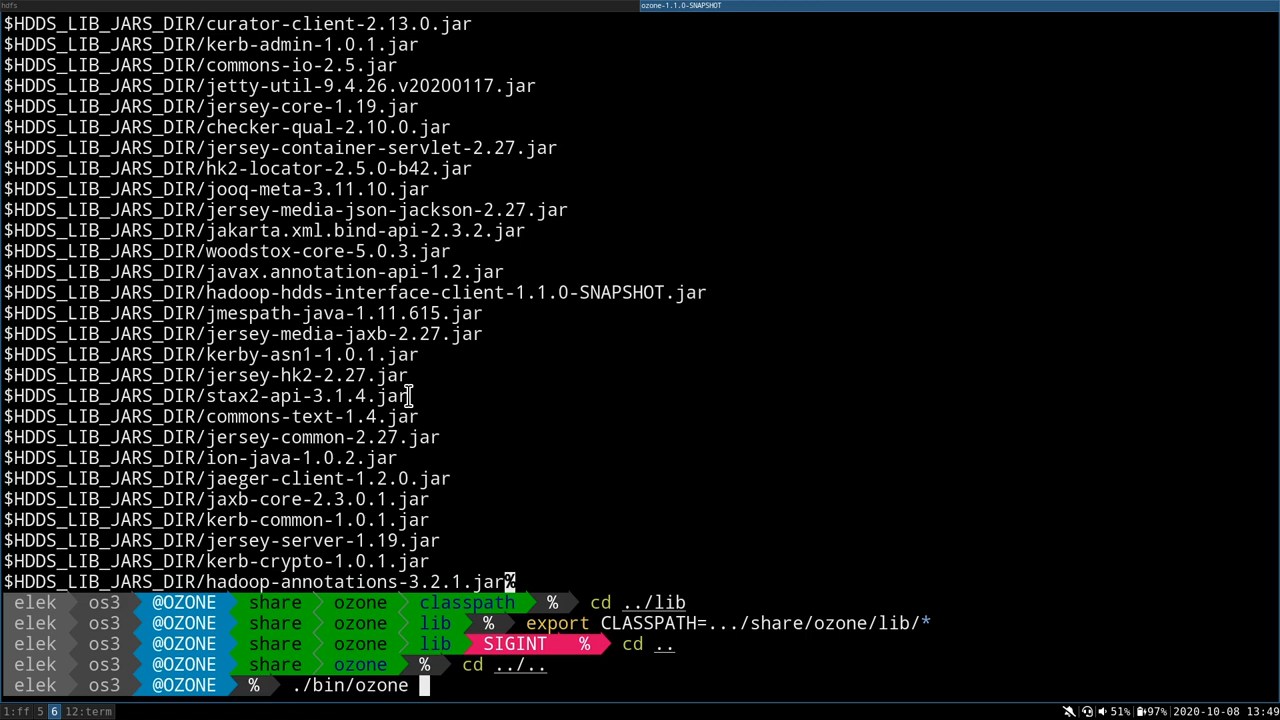 hdfs ozone-1.1.0-SNAPSHOT
$HDDS_LIB_JARS_DIR/curator-client-2.13.0.jar
$HDDS_LIB_JARS_DIR/kerb-admin-1.0.1.jar
$HDDS_LIB_JARS_DIR/commons-io-2.5.jar
$HDDS_LIB_JARS_DIR/jetty-util-9.4.26.v20200117.jar
$HDDS_LIB_JARS_DIR/jersey-core-1.19.jar
$HDDS_LIB_JARS_DIR/checker-qual-2.10.0.jar
$HDDS_LIB_JARS_DIR/jersey-container-servlet-2.27.jar
$HDDS_LIB_JARS_DIR/hk2-locator-2.5.0-b42.jar
$HDDS_LIB_JARS_DIR/jooq-meta-3.11.10.jar
$HDDS_LIB_JARS_DIR/jersey-media-json-jackson-2.27.jar
$HDDS_LIB_JARS_DIR/jakarta.xml.bind-api-2.3.2.jar
$HDDS_LIB_JARS_DIR/woodstox-core-5.0.3.jar
$HDDS_LIB_JARS_DIR/javax.annotation-api-1.2.jar
$HDDS_LIB_JARS_DIR/hadoop-hdds-interface-client-1.1.0-SNAPSHOT.jar
$HDDS_LIB_JARS_DIR/jmespath-java-1.11.615.jar
$HDDS_LIB_JARS_DIR/jersey-media-jaxb-2.27.jar
$HDDS_LIB_JARS_DIR/kerby-asn1-1.0.1.jar
$HDDS_LIB_JARS_DIR/jersey-hk2-2.27.jar
$HDDS_LIB_JARS_DIR/stax2-api-3.1.4.jar
$HDDS_LIB_JARS_DIR/commons-text-1.4.jar
$HDDS_LIB_JARS_DIR/jersey-common-2.27.jar
$HDDS_LIB_JARS_DIR/ion-java-1.0.2.jar
$HDDS_LIB_JARS_DIR/jaeger-client-1.2.0.jar
$HDDS_LIB_JARS_DIR/jaxb-core-2.3.0.1.jar
$HDDS_LIB_JARS_DIR/kerb-common-1.0.1.jar
$HDDS_LIB_JARS_DIR/jersey-server-1.19.jar
$HDDS_LIB_JARS_DIR/kerb-crypto-1.0.1.jar
$HDDS_LIB_JARS_DIR/hadoop-annotations-3.2.1.jar%
elek os3 @OZONE share ozone classpath % cd ../lib
elek os3 @OZONE share ozone lib % export CLASSPATH=.../share/ozone/lib/*
elek os3 @OZONE share ozone lib SIGINT % cd ..
elek os3 @OZONE share ozone % cd ../..
elek os3 @OZONE % ./bin/ozone
1:ff 5 6 12:term 51% 97% 2020-10-08 13:49